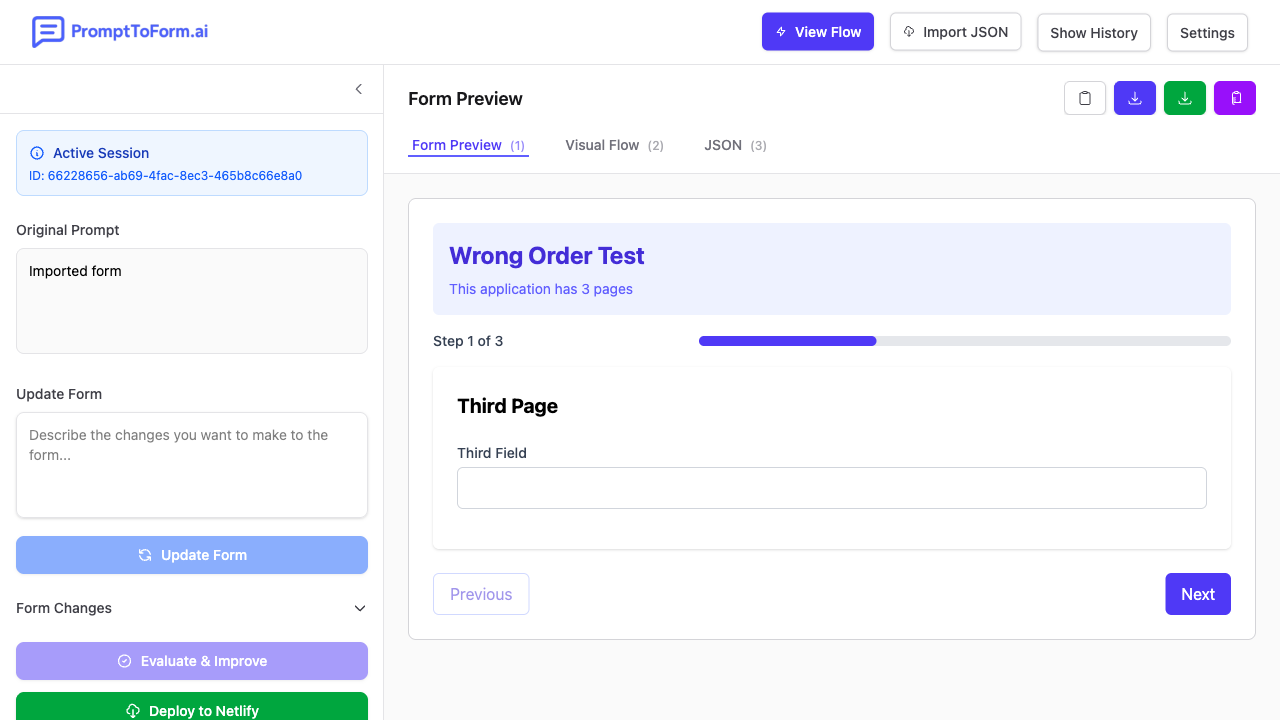 PromptToForm.ai
View Flow
Import JSON
Show History
Settings
Active Session
ID: 66228656-ab69-4fac-8ec3-465b8c66e8a0
Original Prompt
Imported form
Update Form
Describe the changes you want to make to the
form...
Update Form
Form Changes
Evaluate & Improve
Deploy to Netlify
Form Preview
Form Preview (1)
Visual Flow (2)
JSON (3)
Wrong Order Test
This application has 3 pages
Step 1 of 3
Third Page
Third Field
Previous
Next